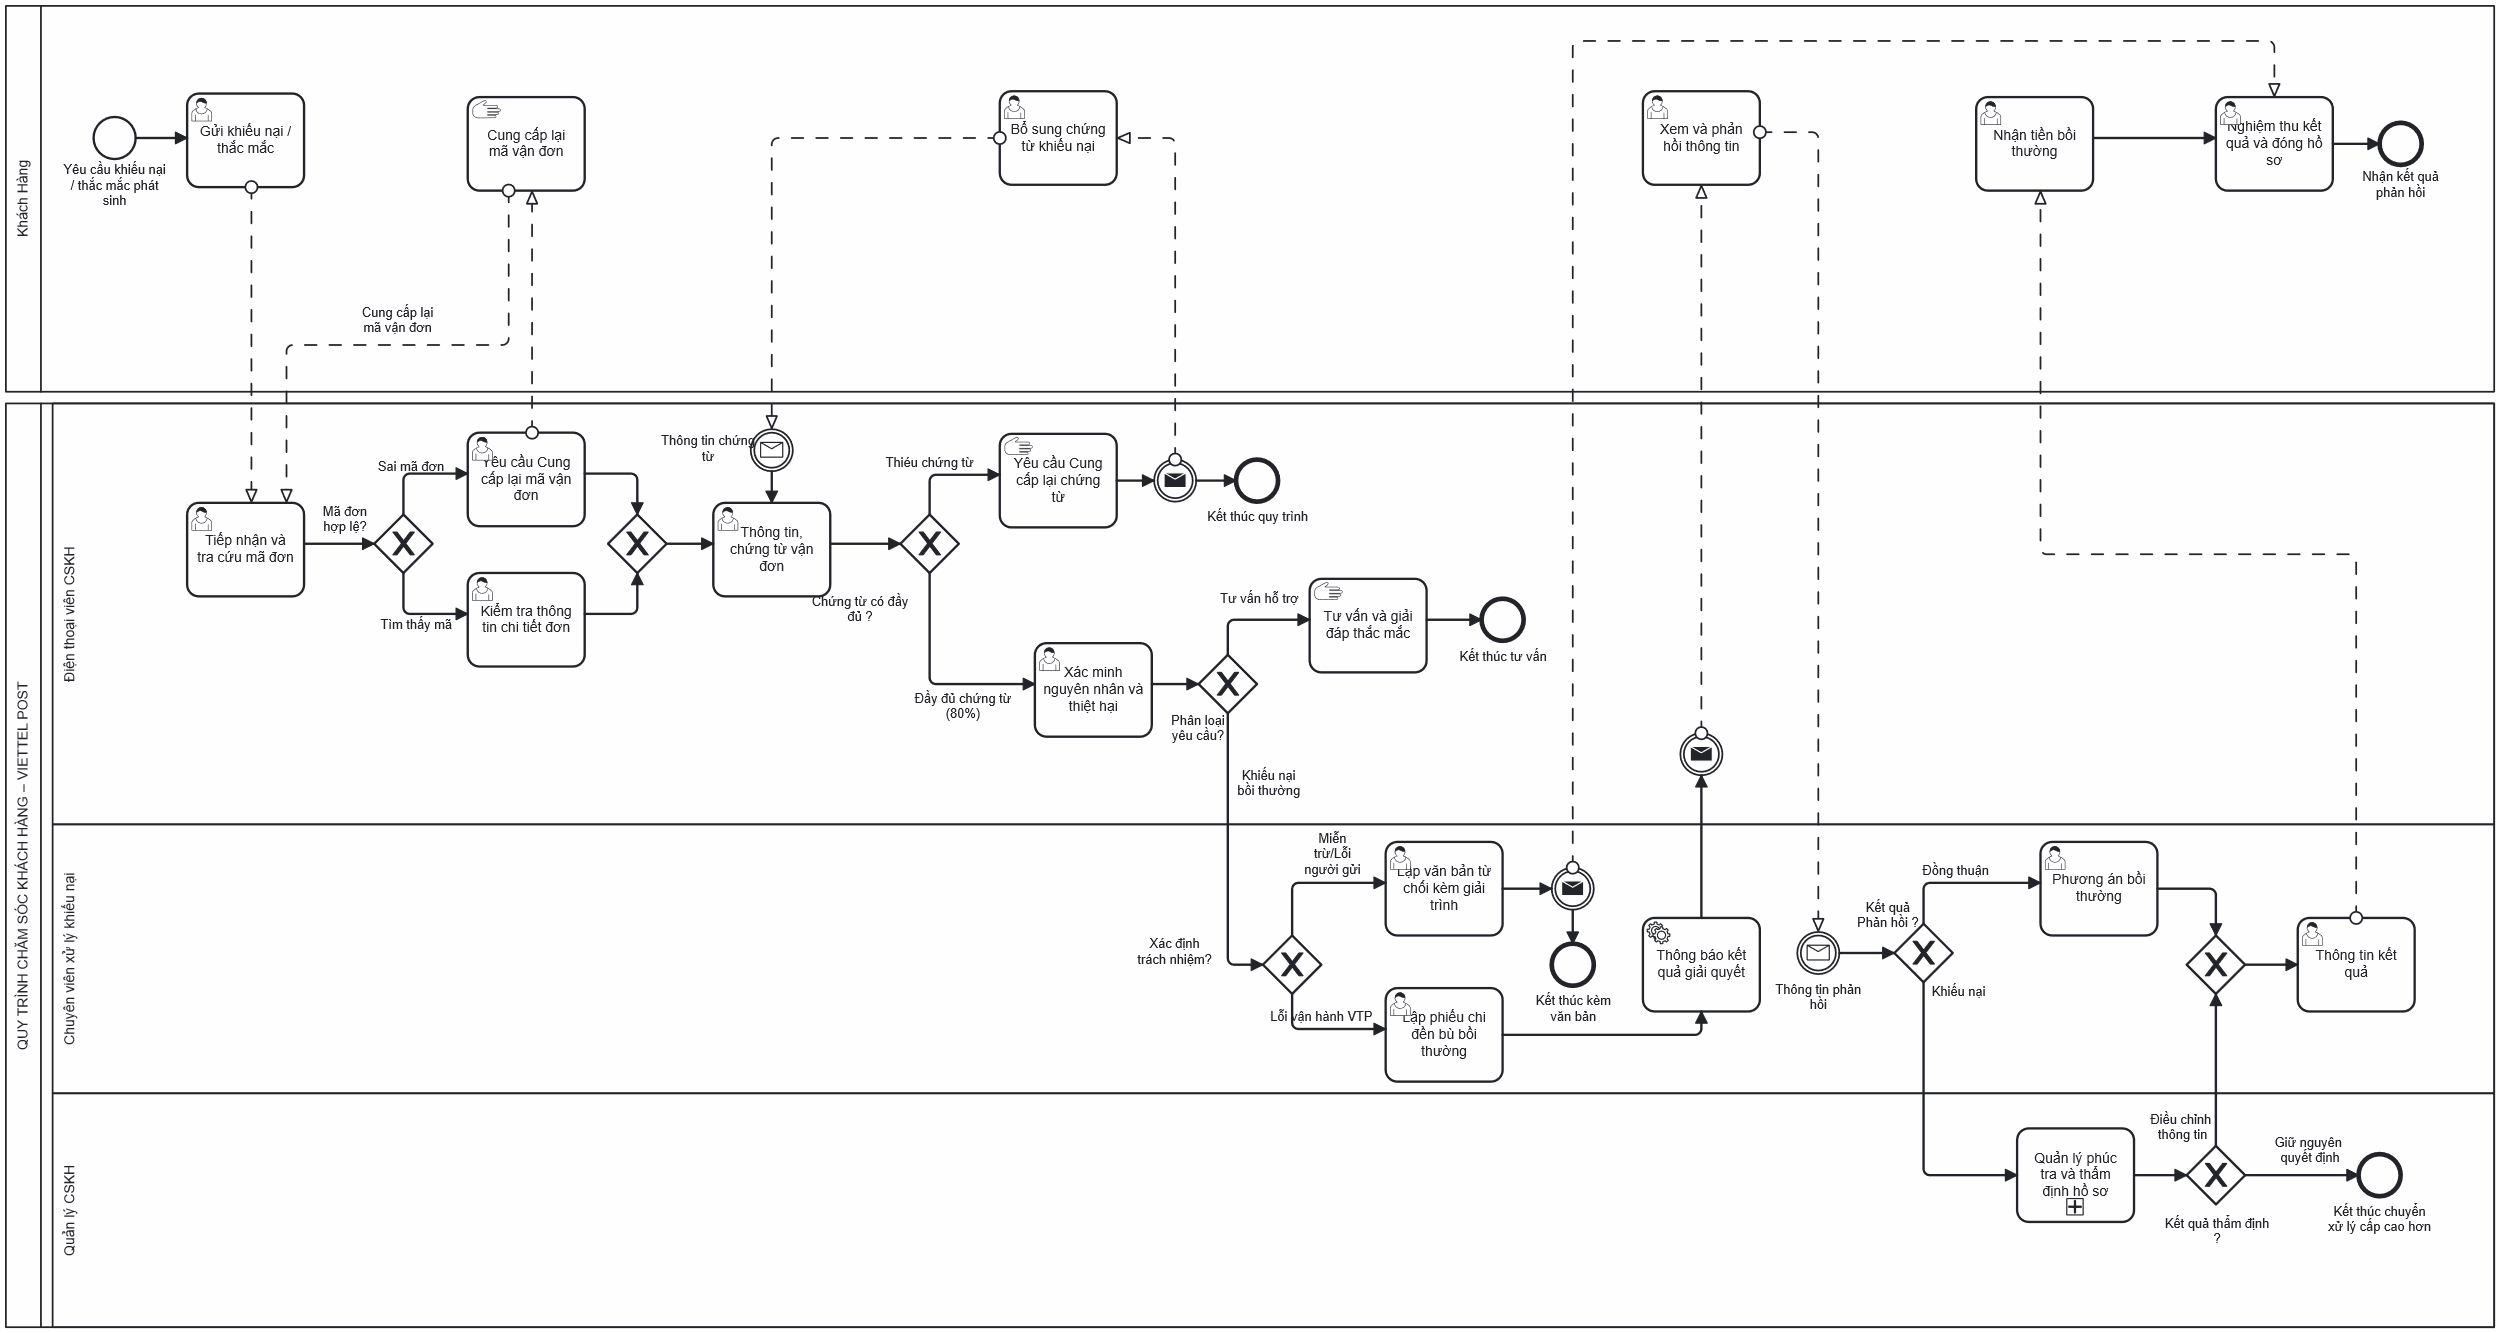 Khách Hàng
Yêu cầu khiếu nại
/ thắc mắc phát
sinh
Gửi khiếu nại /
thắc mắc
Cung cấp lại
mã vận đơn
Cung cấp lại
mã vận đơn
Bổ sung chứng
từ khiếu nại
Xem và phản
hồi thông tin
Nhận tiền bồi
thường
Nghiệm thu kết
quả và đóng hồ
sơ
Nhận kết quả
phản hồi
QUY TRÌNH CHĂM SÓC KHÁCH HÀNG – VIETTEL POST
Điện thoại viên CSKH
Tiếp nhận và
tra cứu mã đơn
Mã đơn
hợp lệ?
Sai mã đơn
Tìm thấy mã
Yêu cầu Cung
cấp lại mã vận
đơn
Kiểm tra thông
tin chi tiết đơn
Thông tin chứng
từ
Thông tin,
chứng từ vận
đơn
Chứng từ có đầy
đủ ?
Thiéu chứng từ
Yêu cầu Cung
cấp lại chứng
từ
Kết thúc quy trình
Đầy đủ chứng từ
(80%)
Xác minh
nguyên nhân và
thiệt hại
Phân loại
yêu cầu?
Tư vấn hỗ trợ
Tư vấn và giải
đáp thắc mắc
Kết thúc tư vấn
Khiếu nại
bồi thường
Chuyên viên xử lý khiếu nại
Xác định
trách nhiệm?
Miễn
trừ/Lỗi
người gửi
Lập văn bản từ
chối kèm giải
trình
Kết thúc kèm
văn bản
Lỗi vận hành VTP
Lập phiếu chi
đền bù bồi
thường
Thông báo kết
quả giải quyết
Thông tin phản
hồi
Kết quả
Phản hồi ?
Đồng thuận
Khiếu nại
Phương án bồi
thường
Thông tin kết
quả
Quản lý CSKH
Quản lý phúc
tra và thẩm
định hồ sơ
Điều chỉnh
thông tin
Kết quả thẩm định
?
Giữ nguyên
quyết định
Kết thúc chuyển
xử lý cấp cao hơn